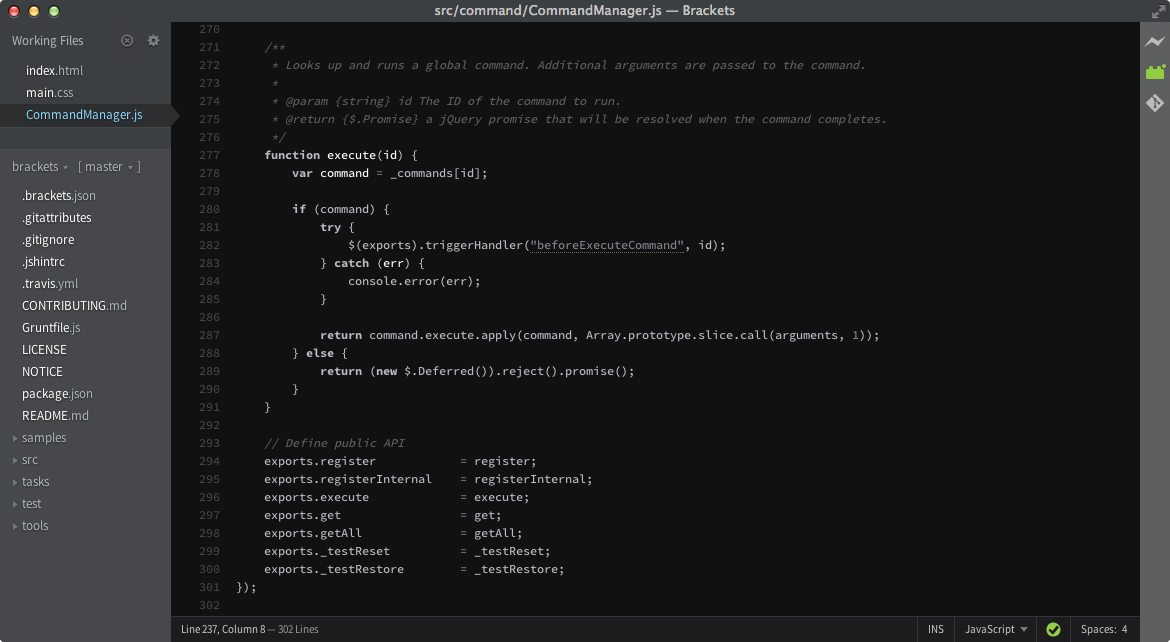 src/command/CommandManager.js — Brackets
Working Files
index.html
main.css
CommandManager.js
brackets [ master ]
.brackets.json
.gitattributes
.gitignore
.jshintrc
.travis.yml
CONTRIBUTING.md
Gruntfile.js
LICENSE
NOTICE
package.json
README.md
samples
src
tasks
test
tools
270
271     /**
272      * Looks up and runs a global command. Additional arguments are passed to the command.
273      *
274      * @param {string} id The ID of the command to run.
275      * @return {$.Promise} a jQuery promise that will be resolved when the command completes.
276      */
277     function execute(id) {
278         var command = _commands[id];
279
280         if (command) {
281             try {
282                 $(exports).triggerHandler("beforeExecuteCommand", id);
283             } catch (err) {
284                 console.error(err);
285             }
286
287             return command.execute.apply(command, Array.prototype.slice.call(arguments, 1));
288         } else {
289             return (new $.Deferred()).reject().promise();
290         }
291     }
292
293     // Define public API
294     exports.register            = register;
295     exports.registerInternal    = registerInternal;
296     exports.execute             = execute;
297     exports.get                 = get;
298     exports.getAll              = getAll;
299     exports._testReset          = _testReset;
300     exports._testRestore        = _testRestore;
301 });
302
Line 237, Column 8 — 302 Lines
INS
JavaScript
Spaces: 4